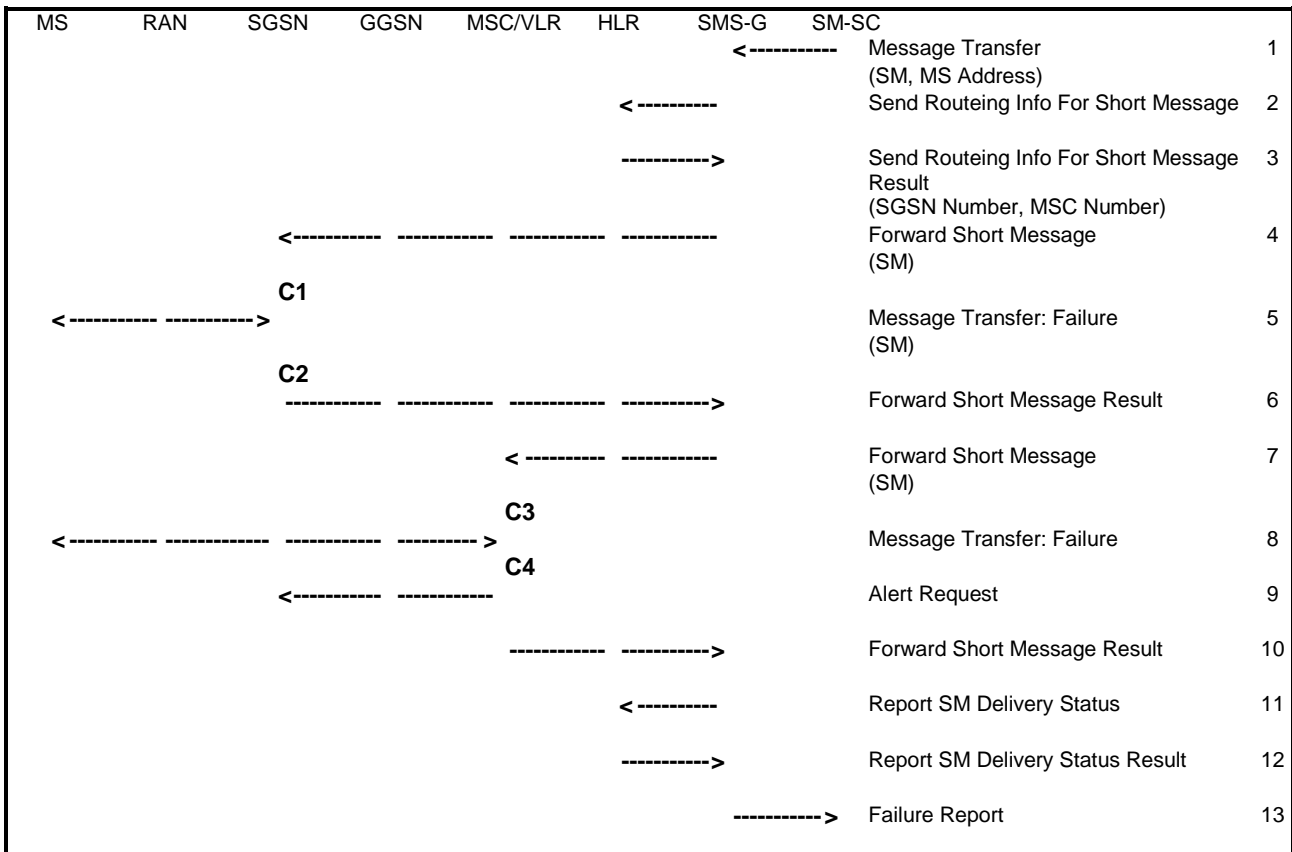 MS RAN SGSN GGSN MSC/VLR HLR SMS-G SM-SC
Message Transfer 1
(SM, MS Address)
Send Routeing Info For Short Message 2
Send Routeing Info For Short Message 3
Result
(SGSN Number, MSC Number)
Forward Short Message 4
(SM)
C1
Message Transfer: Failure 5
(SM)
C2
Forward Short Message Result 6
Forward Short Message 7
(SM)
C3
Message Transfer: Failure 8
C4
Alert Request 9
Forward Short Message Result 10
Report SM Delivery Status 11
Report SM Delivery Status Result 12
Failure Report 13